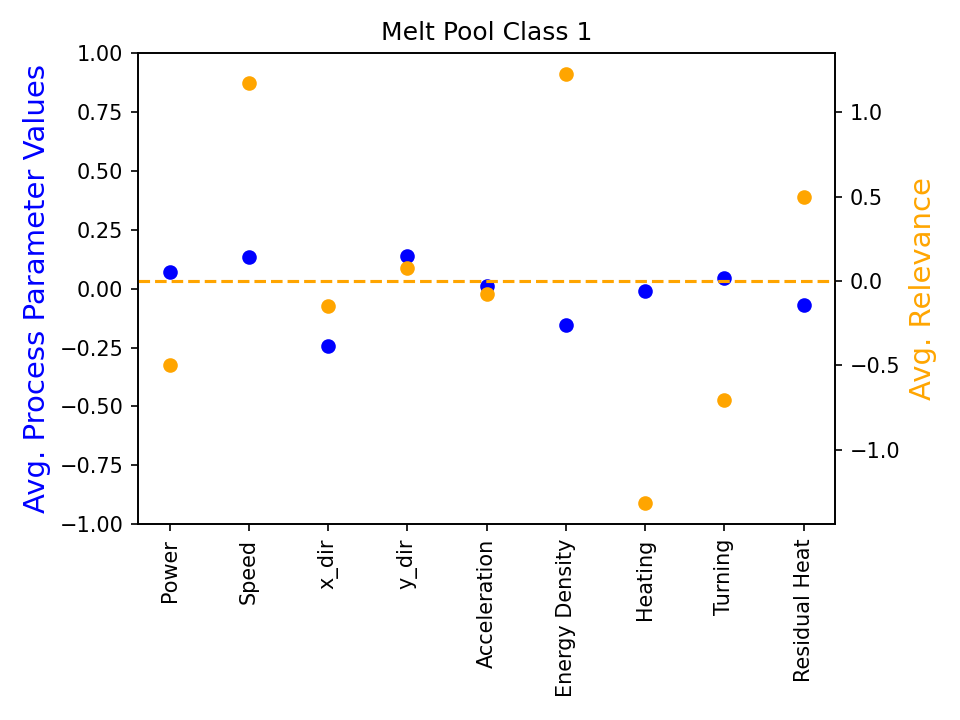 Melt Pool Class 1
Avg. Process Parameter Values
1.00
0.75
0.50
0.25
0.00
−0.25
−0.50
−0.75
−1.00
1.0
0.5
0.0
−0.5
−1.0
Avg. Relevance
Power
Speed
x_dir
y_dir
Acceleration
Energy Density
Heating
Turning
Residual Heat